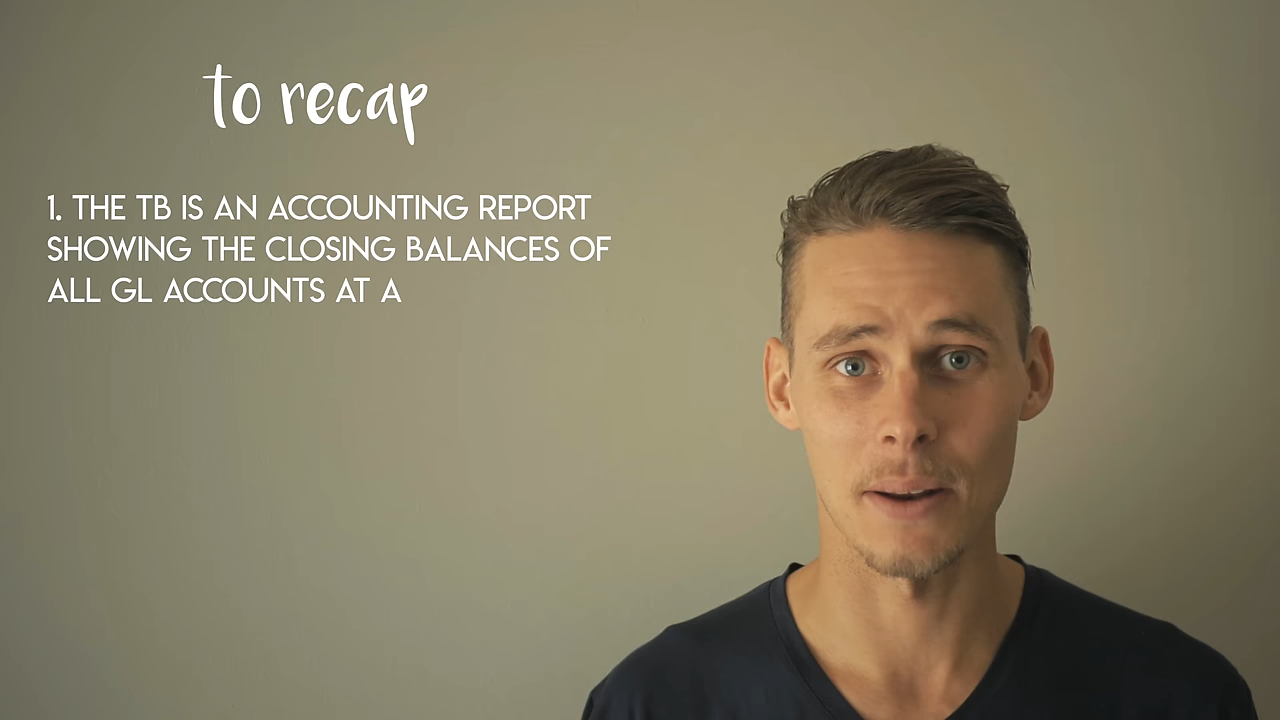 to recap
1. THE TB IS AN ACCOUNTING REPORT
SHOWING THE CLOSING BALANCES OF
ALL GL ACCOUNTS AT A